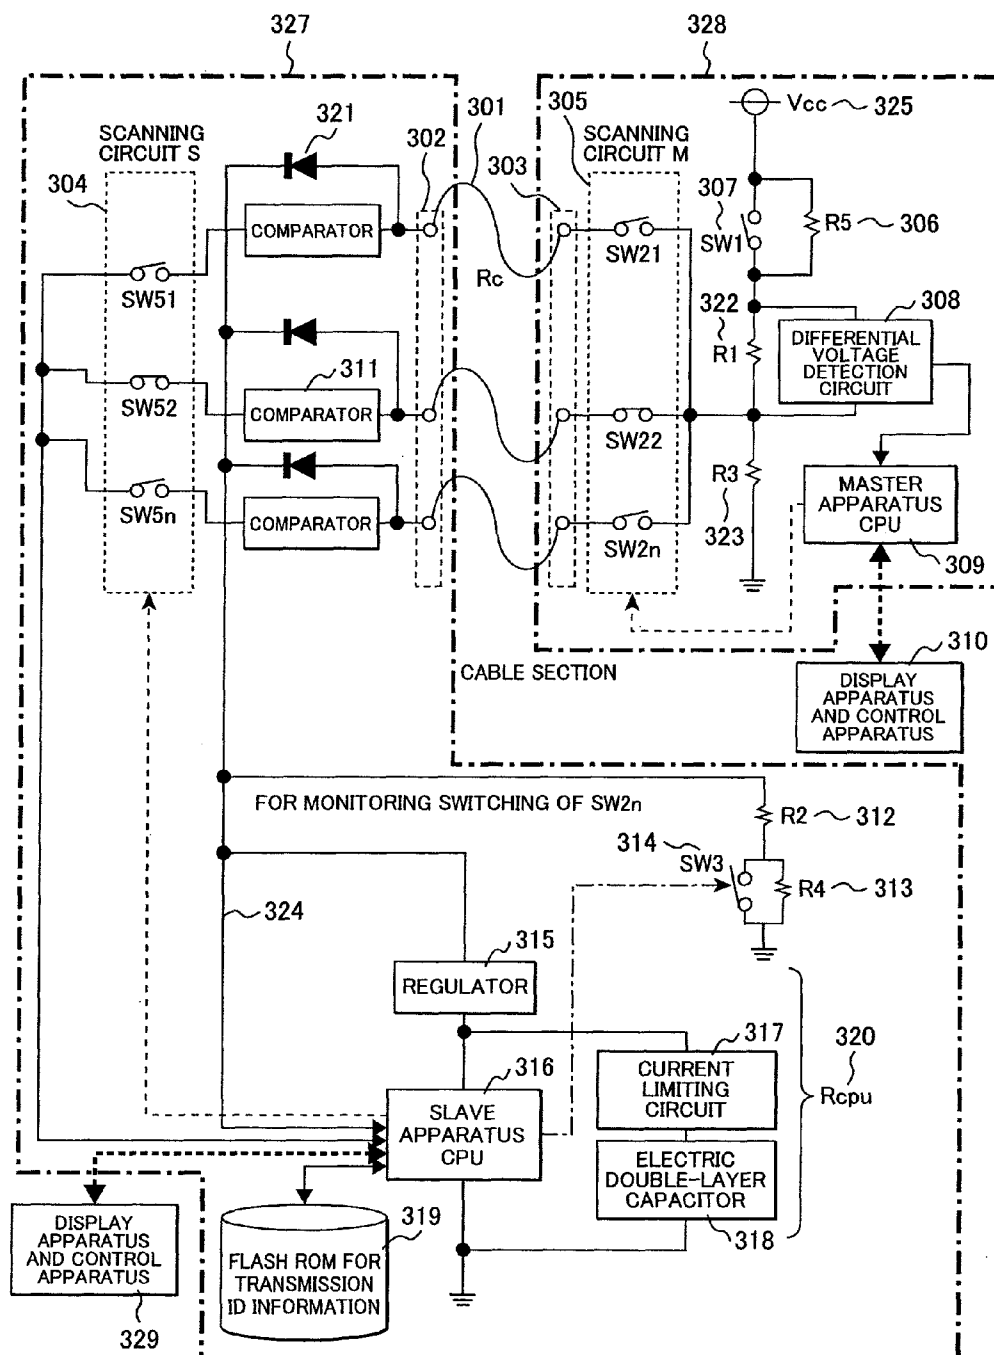 327
328
SCANNING
CIRCUIT S
304
321
302
301
305
303
SCANNING
CIRCUIT M
Vcc
325
307
SW1
R5
306
COMPARATOR
SW51
Rc
SW21
322
R1
308
DIFFERENTIAL
VOLTAGE
DETECTION
CIRCUIT
311
COMPARATOR
SW52
SW22
COMPARATOR
SW5n
SW2n
R3
323
MASTER
APPARATUS
CPU
309
CABLE SECTION
310
DISPLAY
APPARATUS
AND CONTROL
APPARATUS
FOR MONITORING SWITCHING OF SW2n
R2
312
314
SW3
R4
313
324
315
REGULATOR
317
CURRENT
LIMITING
CIRCUIT
320
Rcpu
316
SLAVE
APPARATUS
CPU
ELECTRIC
DOUBLE-LAYER
CAPACITOR
318
319
FLASH ROM FOR
TRANSMISSION
ID INFORMATION
DISPLAY
APPARATUS
AND CONTROL
APPARATUS
329